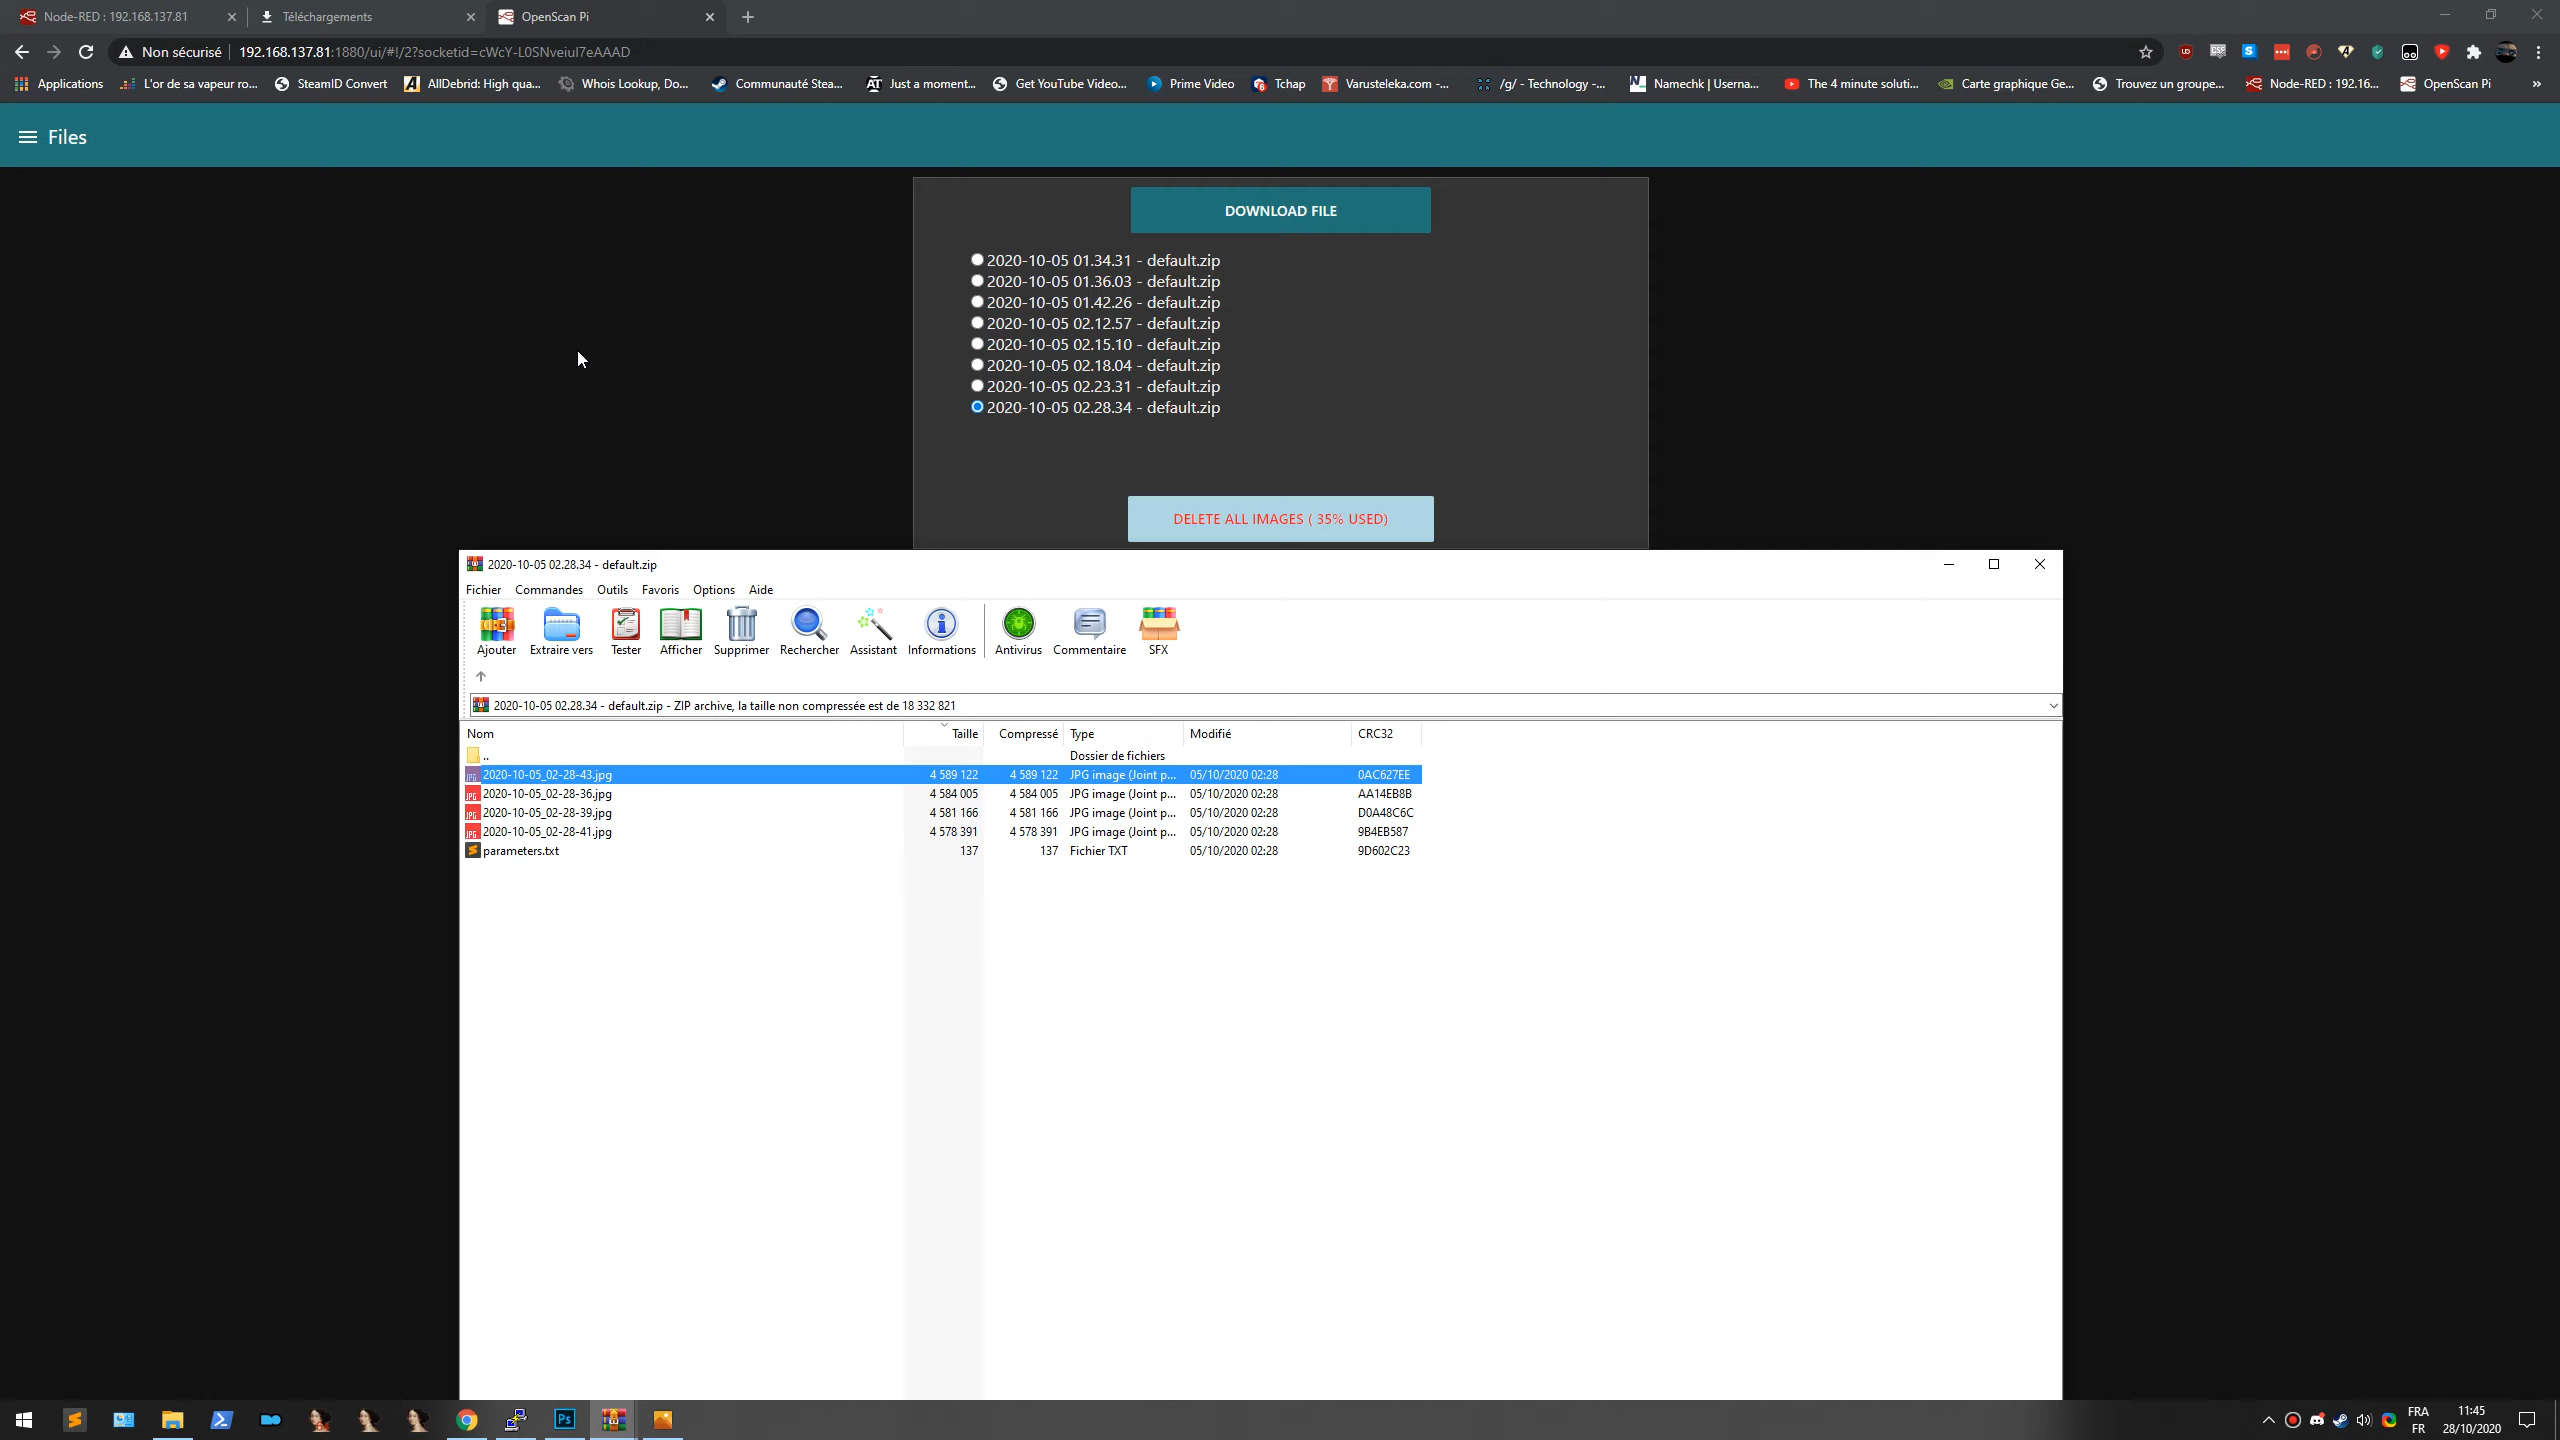 Node-RED : 192.168.137.81
Téléchargements
OpenScan Pi
Non sécurisé
192.168.137.81:1880/ui/#!/2?socketid=cWcY-L0SNveiul7eAAAD
Applications
L'or de sa vapeur ro...
SteamID Convert
AllDebrid: High qua...
Whois Lookup, Do...
Communauté Stea...
Just a moment...
Get YouTube Video...
Prime Video
Tchap
Varusteleka.com -...
/g/ - Technology -...
Namechk | Userna...
The 4 minute soluti...
Carte graphique Ge...
Trouvez un groupe...
Node-RED : 192.16...
OpenScan Pi
»
Files
DOWNLOAD FILE
2020-10-05 01.34.31 - default.zip
2020-10-05 01.36.03 - default.zip
2020-10-05 01.42.26 - default.zip
2020-10-05 02.12.57 - default.zip
2020-10-05 02.15.10 - default.zip
2020-10-05 02.18.04 - default.zip
2020-10-05 02.23.31 - default.zip
2020-10-05 02.28.34 - default.zip
DELETE ALL IMAGES ( 35% USED)
2020-10-05 02.28.34 - default.zip
Fichier Commandes Outils Favoris Options Aide
Ajouter Extraire vers Tester Afficher Supprimer Rechercher Assistant Informations Antivirus Commentaire SFX
2020-10-05 02.28.34 - default.zip - ZIP archive, la taille non compressée est de 18 332 821
Nom Taille Compressé Type Modifié CRC32
.. Dossier de fichiers
2020-10-05_02-28-43.jpg 4 589 122 4 589 122 JPG image (Joint p... 05/10/2020 02:28 0AC627EE
2020-10-05_02-28-36.jpg 4 584 005 4 584 005 JPG image (Joint p... 05/10/2020 02:28 AA14EB8B
2020-10-05_02-28-39.jpg 4 581 166 4 581 166 JPG image (Joint p... 05/10/2020 02:28 D0A48C6C
2020-10-05_02-28-41.jpg 4 578 391 4 578 391 JPG image (Joint p... 05/10/2020 02:28 9B4EB587
parameters.txt 137 137 Fichier TXT 05/10/2020 02:28 9D602C23
Ps
FRA
FR
11:45
28/10/2020